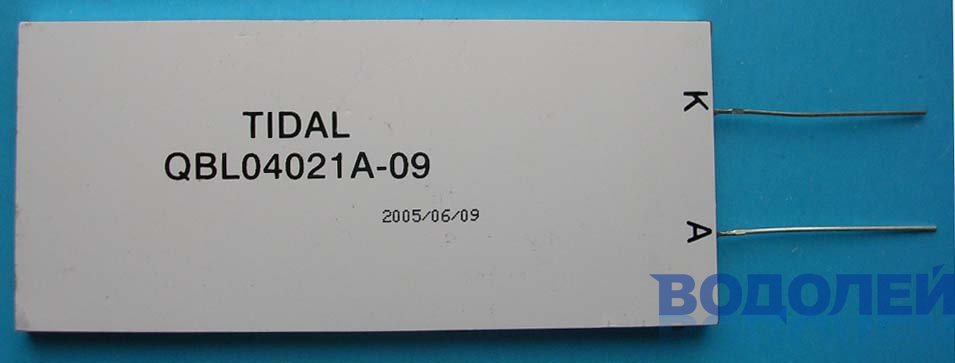 TIDAL
QBL04021A-09
2005/06/09
K
A
ВОДОЛЕЙ